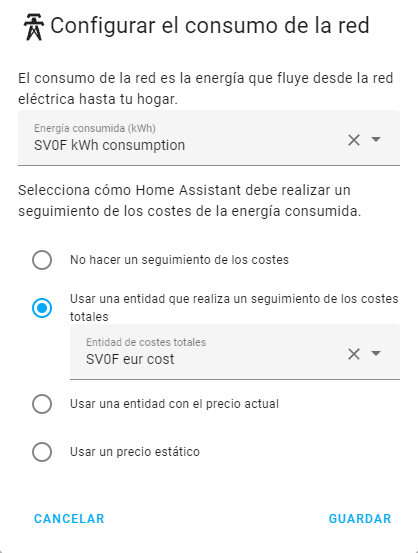 Configurar el consumo de la red
El consumo de la red es la energía que fluye desde la red
eléctrica hasta tu hogar.
Energía consumida (kWh)
SV0F kWh consumption
Selecciona cómo Home Assistant debe realizar un
seguimiento de los costes de la energía consumida.
No hacer un seguimiento de los costes
Usar una entidad que realiza un seguimiento de los costes
totales
Entidad de costes totales
SV0F eur cost
Usar una entidad con el precio actual
Usar un precio estático
CANCELAR
GUARDAR